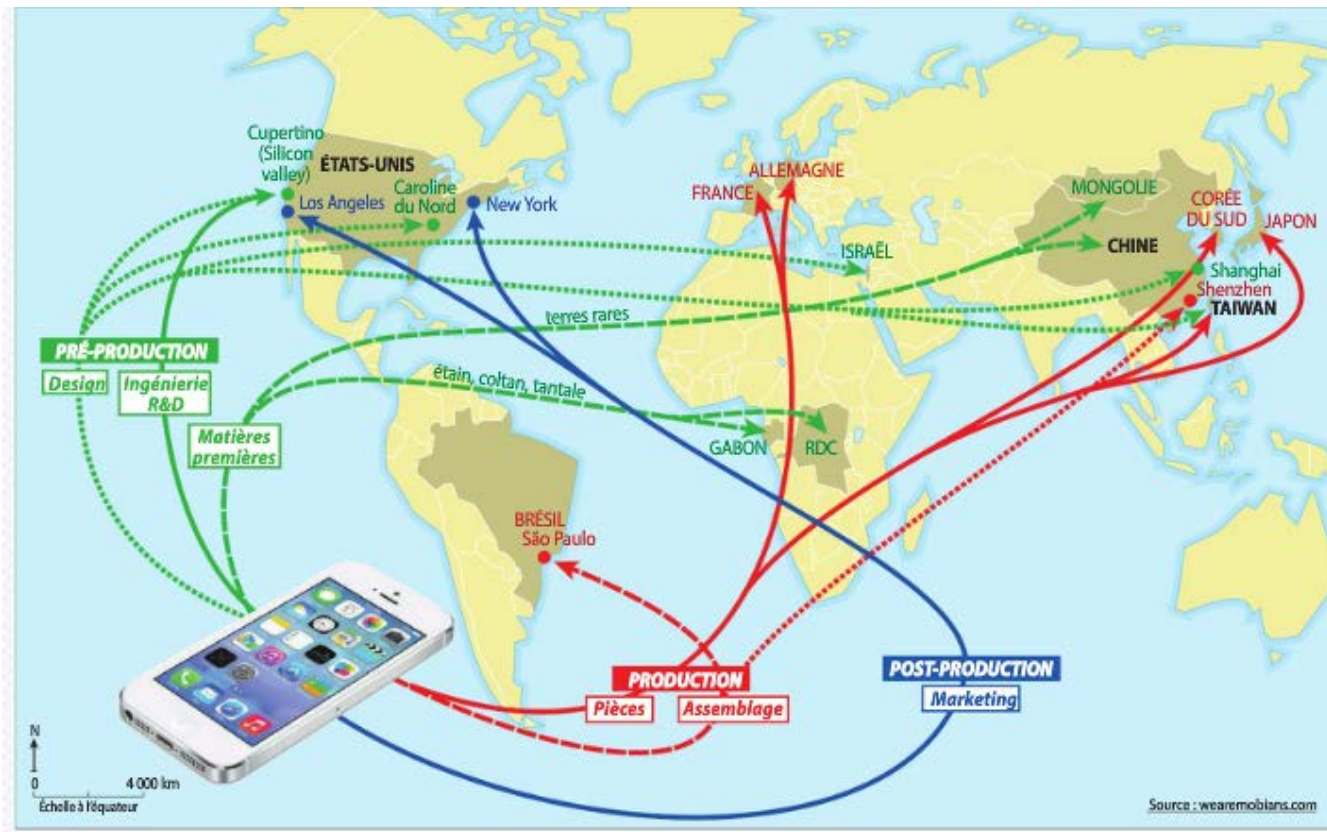 Cupertino
(Silicon
valley)
ÉTATS-UNIS
Los Angeles
Caroline
du Nord
New York
ALLEMAGNE
FRANCE
ISRAËL
MONGOLIE
CHINE
CORÉE
DU SUD
JAPON
Shanghai
Shenzhen
TAIWAN
terres rares
PRÉ-PRODUCTION
Design
Ingénierie
R&D
Matières
premières
étain, coltan, tantale
GABON
RDC
BRÉSIL
São Paulo
PRODUCTION
Pièces
Assemblage
POST-PRODUCTION
Marketing
N
0
4 000 km
Échelle à l'équateur
Source : wearemobians.com